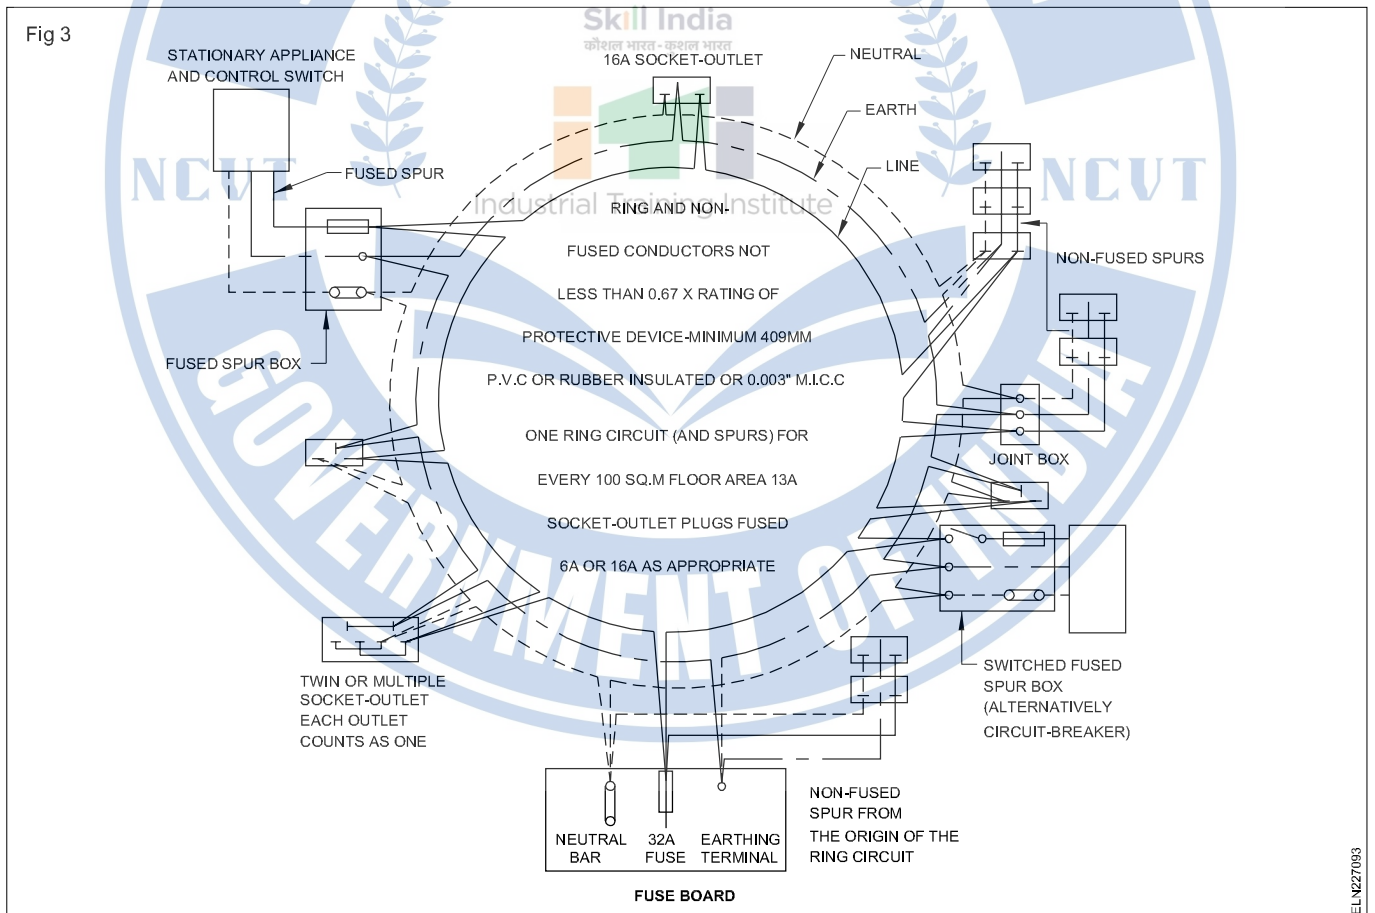 Fig 3
Skill India
कौशल भारत - कुशल भारत
STATIONARY APPLIANCE
AND CONTROL SWITCH
16A SOCKET-OUTLET
NEUTRAL
EARTH
LINE
FUSED SPUR
NCVT
NCVT
Industrial Training Institute
RING AND NON-
FUSED CONDUCTORS NOT
LESS THAN 0.67 X RATING OF
PROTECTIVE DEVICE-MINIMUM 409MM
P.V.C OR RUBBER INSULATED OR 0.003" M.I.C.C
ONE RING CIRCUIT (AND SPURS) FOR
EVERY 100 SQ.M FLOOR AREA 13A
SOCKET-OUTLET PLUGS FUSED
6A OR 16A AS APPROPRIATE
NON-FUSED SPURS
FUSED SPUR BOX
JOINT BOX
GOVERNMENT OF INDIA
TWIN OR MULTIPLE
SOCKET-OUTLET
EACH OUTLET
COUNTS AS ONE
SWITCHED FUSED
SPUR BOX
(ALTERNATIVELY
CIRCUIT-BREAKER)
NEUTRAL
BAR
32A
FUSE
EARTHING
TERMINAL
NON-FUSED
SPUR FROM
THE ORIGIN OF THE
RING CIRCUIT
FUSE BOARD
ELN227093